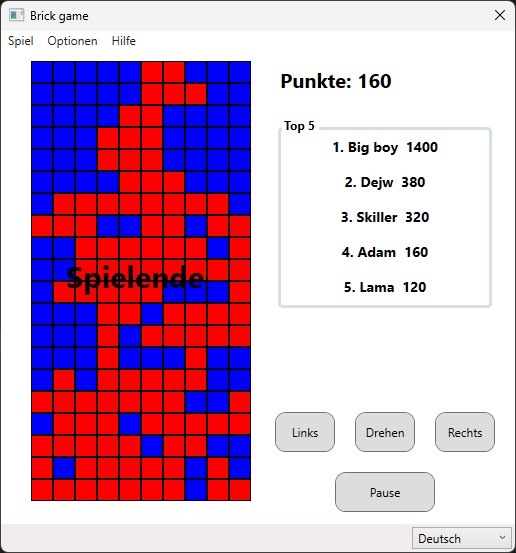 Brick game
Spiel Optionen Hilfe
Punkte: 160
Top 5
1. Big boy 1400
2. Dejw 380
3. Skiller 320
4. Adam 160
5. Lama 120
Spielende
Links Drehen Rechts
Pause
Deutsch